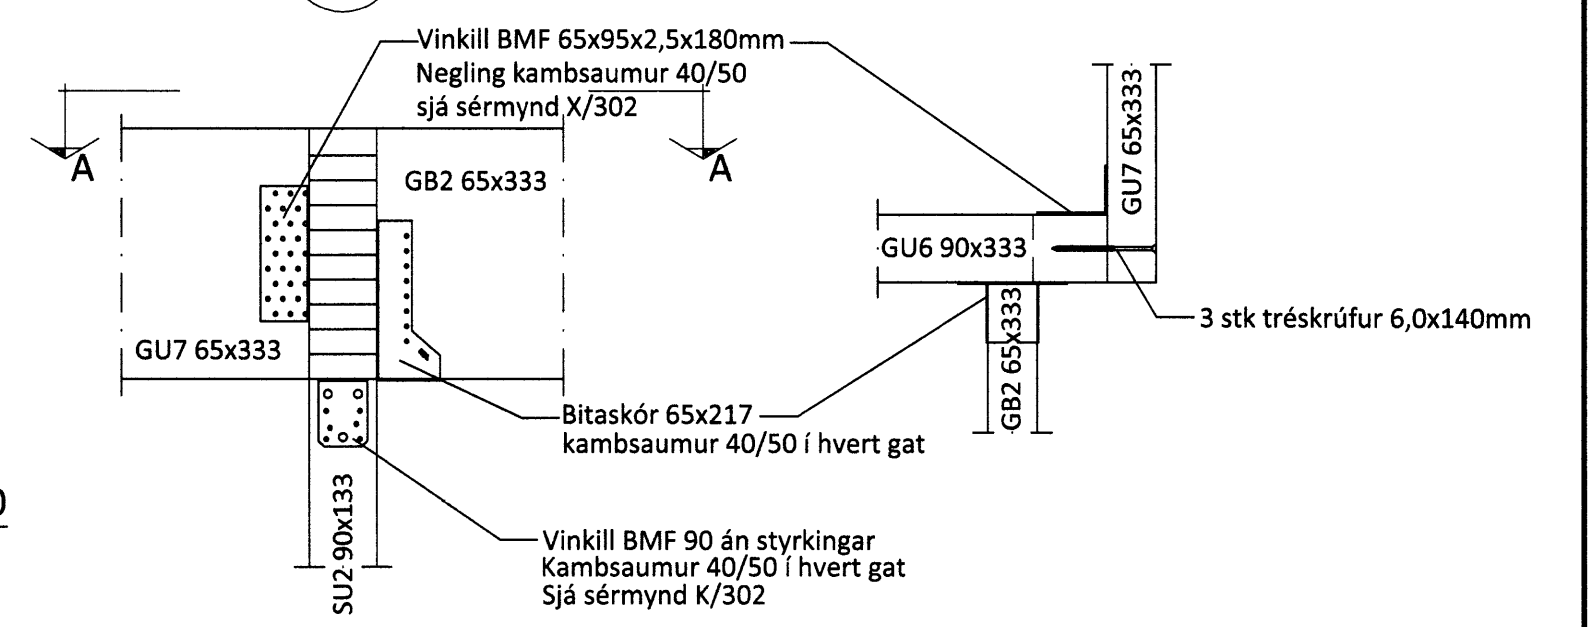 Vinkill BMF 65x95x2,5x180mm
Negling kambsaumur 40/50
sjá sérmynd X/302
A
A
GB2 65x333
GU7 65x333
GU7 65x333
GU6 90x333
3 stk tréskrúfur 6,0x140mm
GB2 65x333
Bitaskór 65x217
kambsaumur 40/50 í hvert gat
SU2 90x133
Vinkill BMF 90 án styrkingar
Kambsaumur 40/50 í hvert gat
Sjá sérmynd K/302